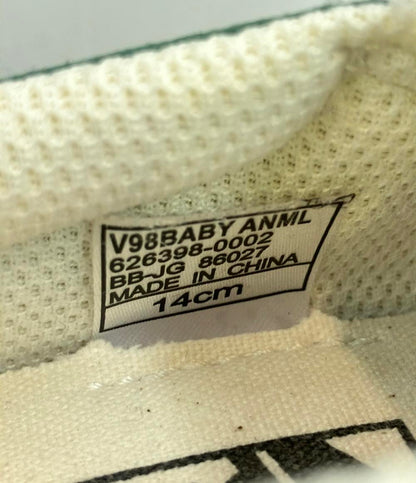 V98BABY ANML
626398-0002
BB-JG 86027
MADE IN CHINA
14cm